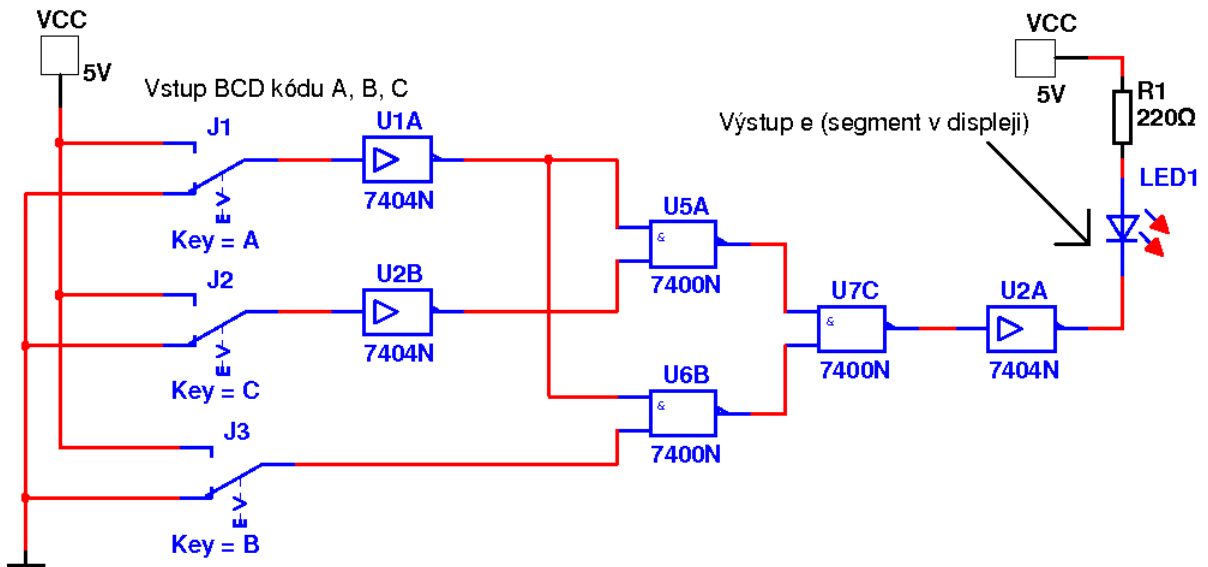 VCC
5V
Vstup BCD kódu A, B, C
J1
Key = A
U1A
7404N
J2
Key = C
U2B
7404N
J3
Key = B
U5A
&
7400N
U6B
&
7400N
U7C
&
7400N
U2A
7404N
Výstup e (segment v displeji)
VCC
5V
R1
220Ω
LED1